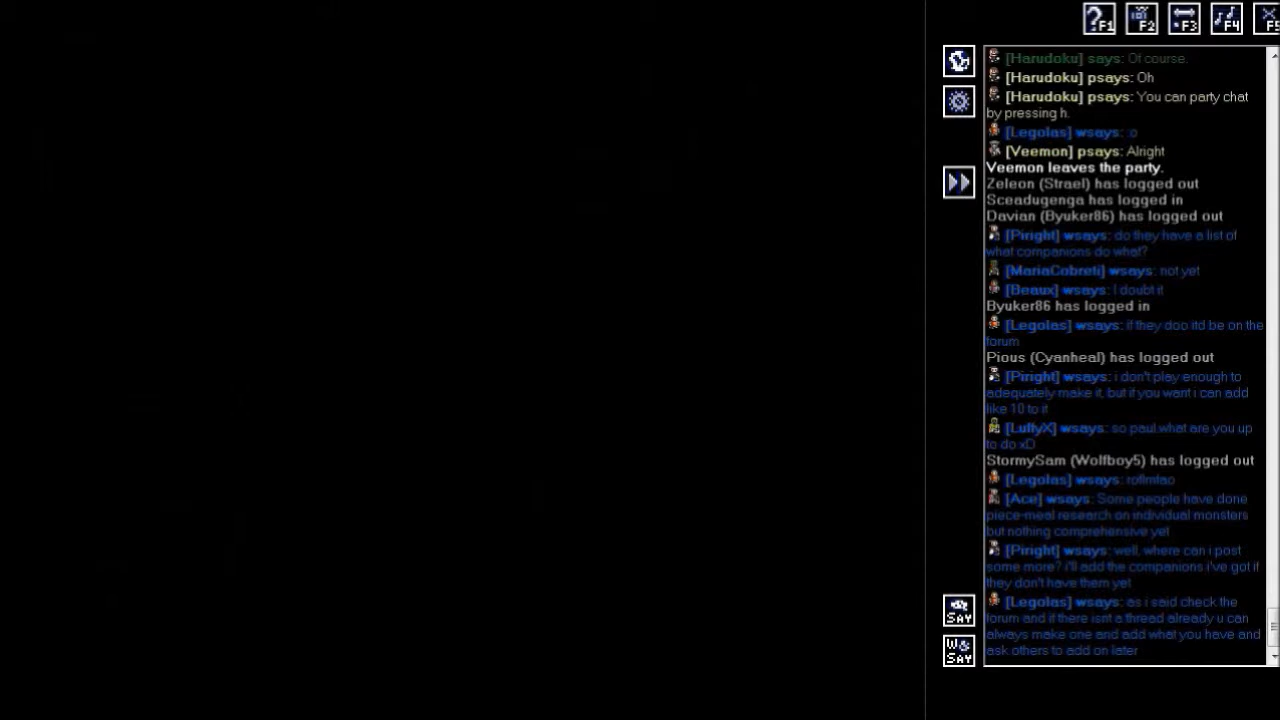 ?F1 F2 F3 F4 F5
[Harudoku] says: Of course.
[Harudoku] psays: Oh
[Harudoku] psays: You can party chat
by pressing h.
[Legolas] wsays: :o
[Veemon] psays: Alright
Veemon leaves the party.
Zeleon (Strael) has logged out
Sceadugenga has logged in
Davian (Byuker86) has logged out
[Piright] wsays: do they have a list of
what companions do what?
[MariaCobreti] wsays: not yet
[Beaux] wsays: I doubt it
Byuker86 has logged in
[Legolas] wsays: if they doo itd be on the
forum
Pious (Cyanheal) has logged out
[Piright] wsays: i don't play enough to
adequately make it, but if you want i can add
like 10 to it
[LuffyX] wsays: so paul.what are you up
to do xD
StormySam (Wolfboy5) has logged out
[Legolas] wsays: roflmfao
[Ace] wsays: Some people have done
piece-meal research on individual monsters
but nothing comprehensive yet
[Piright] wsays: well, where can i post
some more? i'll add the companions i've got if
they don't have them yet
[Legolas] wsays: as i said check the
forum and if there isnt a thread already u can
always make one and add what you have and
ask others to add on later
SAY
SAY